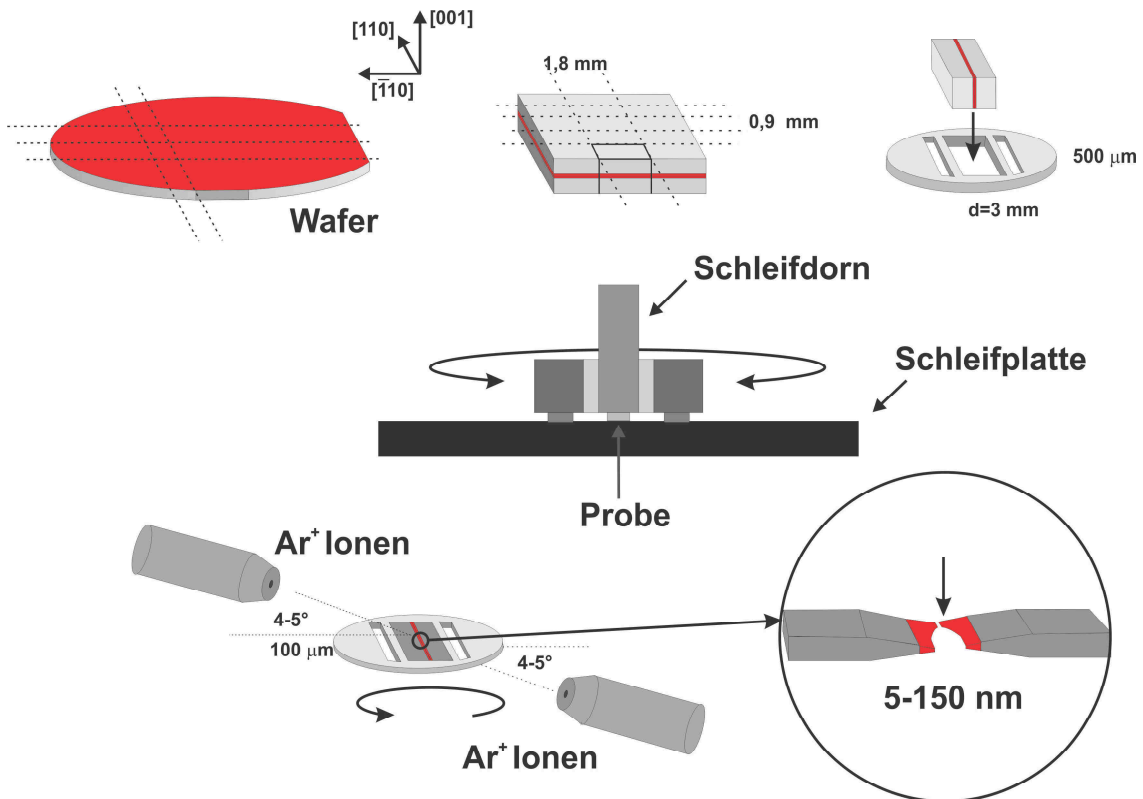 [001]
[110]
[1̄10]
Wafer
1,8 mm
0,9 mm
500 μm
d=3 mm
Schleifdorn
Schleifplatte
Probe
Ar⁺ Ionen
4-5°
100 μm
4-5°
Ar⁺ Ionen
5-150 nm